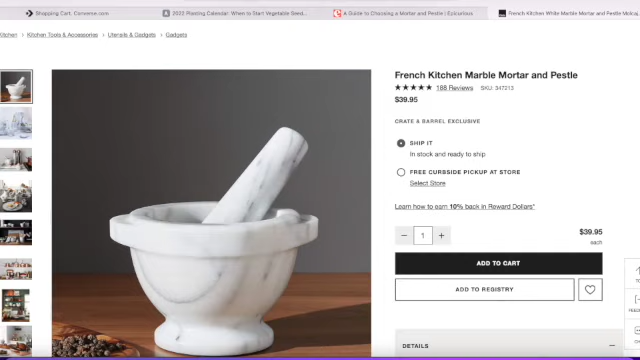 Shopping Cart. Converse.com
2022 Planting Calendar: When to Start Vegetable Seed...
A Guide to Choosing a Mortar and Pestle | Epicurious
French Kitchen White Marble Mortar and Pestle Molcaj...
Kitchen > Kitchen Tools & Accessories > Utensils & Gadgets > Gadgets
French Kitchen Marble Mortar and Pestle
188 Reviews SKU: 347213
$39.95
CRATE & BARREL EXCLUSIVE
SHIP IT
In stock and ready to ship
FREE CURBSIDE PICKUP AT STORE
Select Store
Learn how to earn 10% back in Reward Dollars*
− 1 +
$39.95
each
ADD TO CART
ADD TO REGISTRY
DETAILS